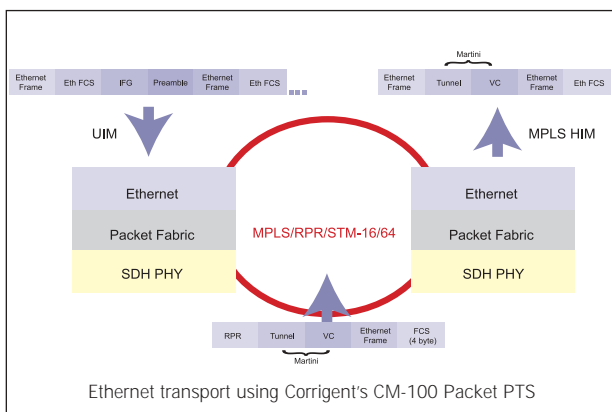 Martini
Ethernet Frame Eth FCS IFG Preamble Ethernet Frame Eth FCS
Ethernet Frame Tunnel VC Ethernet Frame Eth FCS
UIM
MPLS HIM
Ethernet
Packet Fabric
SDH PHY
MPLS/RPR/STM-16/64
Ethernet
Packet Fabric
SDH PHY
RPR Tunnel VC Ethernet Frame FCS (4 byte)
Martini
Ethernet transport using Corrigent's CM-100 Packet PTS